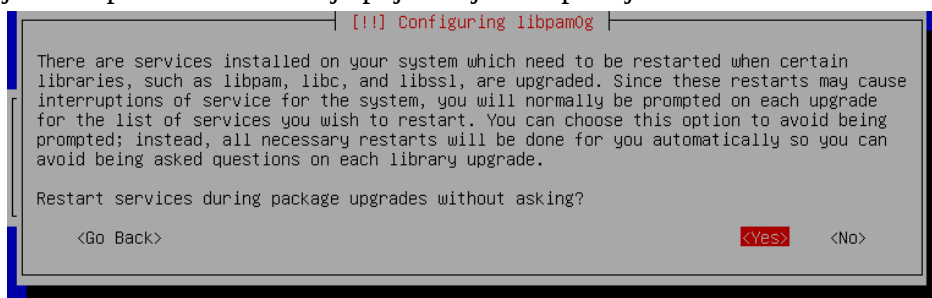 [!!] Configuring libpam0g
There are services installed on your system which need to be restarted when certain
libraries, such as libpam, libc, and libssl, are upgraded. Since these restarts may cause
interruptions of service for the system, you will normally be prompted on each upgrade
for the list of services you wish to restart. You can choose this option to avoid being
prompted; instead, all necessary restarts will be done for you automatically so you can
avoid being asked questions on each library upgrade.
Restart services during package upgrades without asking?
<Go Back> <Yes> <No>